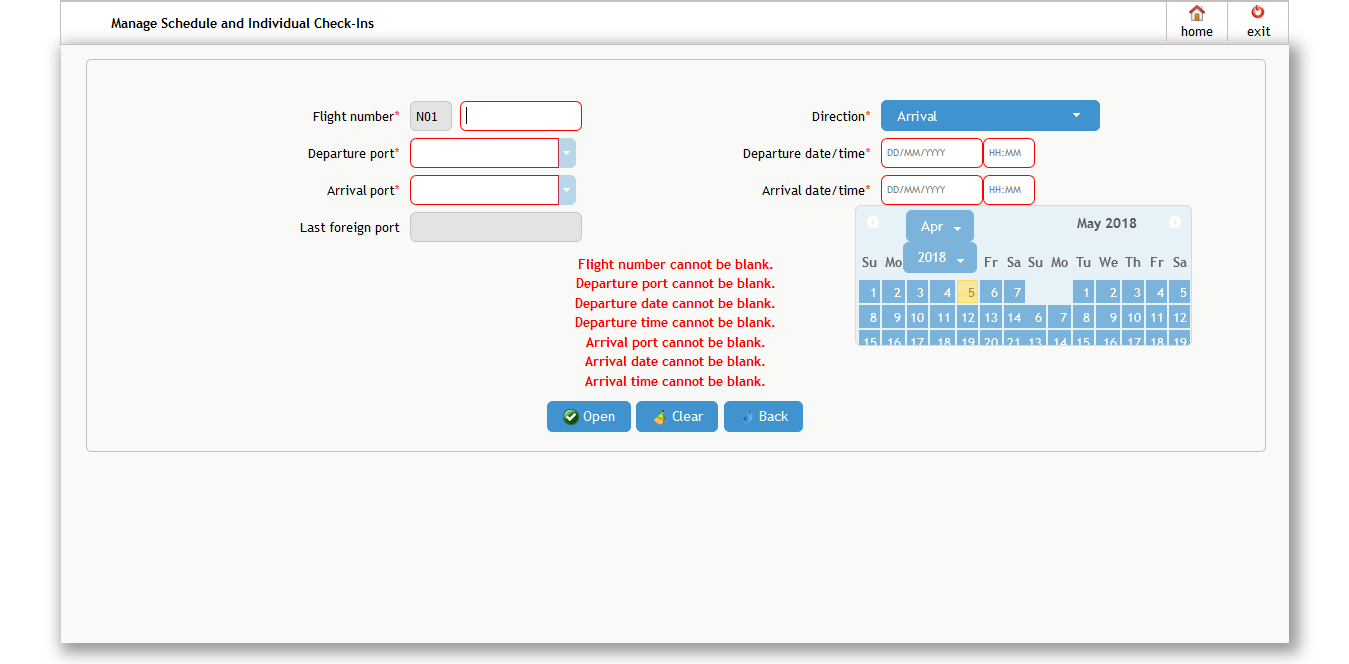 Manage Schedule and Individual Check-Ins
home
exit
Flight number* N01
Direction* Arrival
Departure port*
Departure date/time* DD/MM/YYYY HH:MM
Arrival port*
Arrival date/time* DD/MM/YYYY HH:MM
Last foreign port
Apr
2018
May 2018
Su Mo Fr Sa Su Mo Tu We Th Fr Sa
1 2 3 4 5 6 7 1 2 3 4 5
8 9 10 11 12 13 14 6 7 8 9 10 11 12
15 16 17 18 19 20 21 13 14 15 16 17 18 19
Flight number cannot be blank.
Departure port cannot be blank.
Departure date cannot be blank.
Departure time cannot be blank.
Arrival port cannot be blank.
Arrival date cannot be blank.
Arrival time cannot be blank.
Open Clear Back